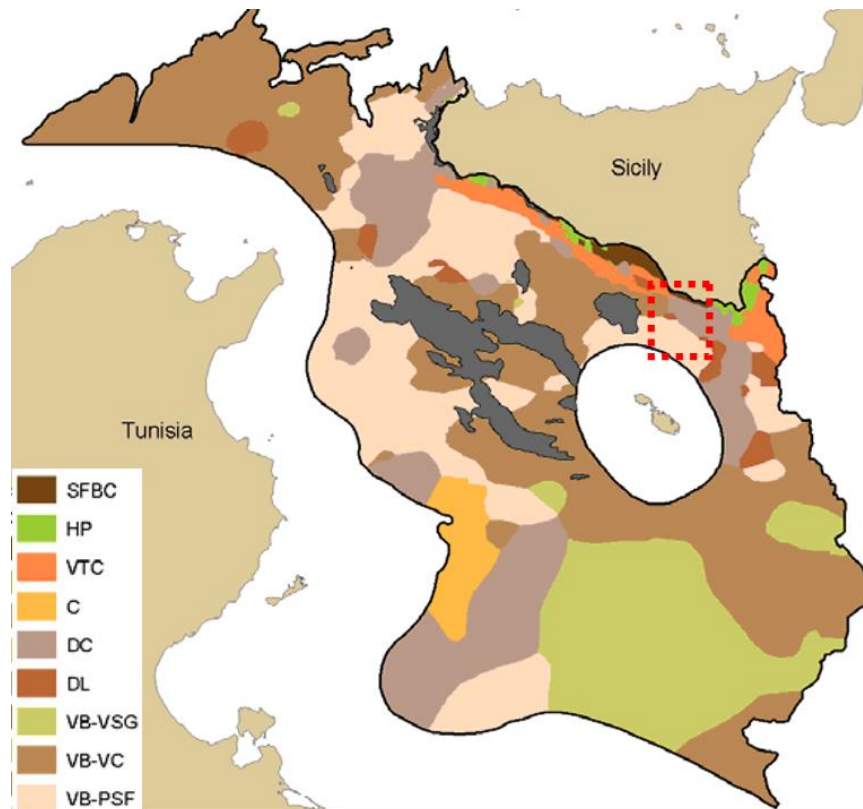 Sicily
Tunisia
SFBC
HP
VTC
C
DC
DL
VB-VSG
VB-VC
VB-PSF